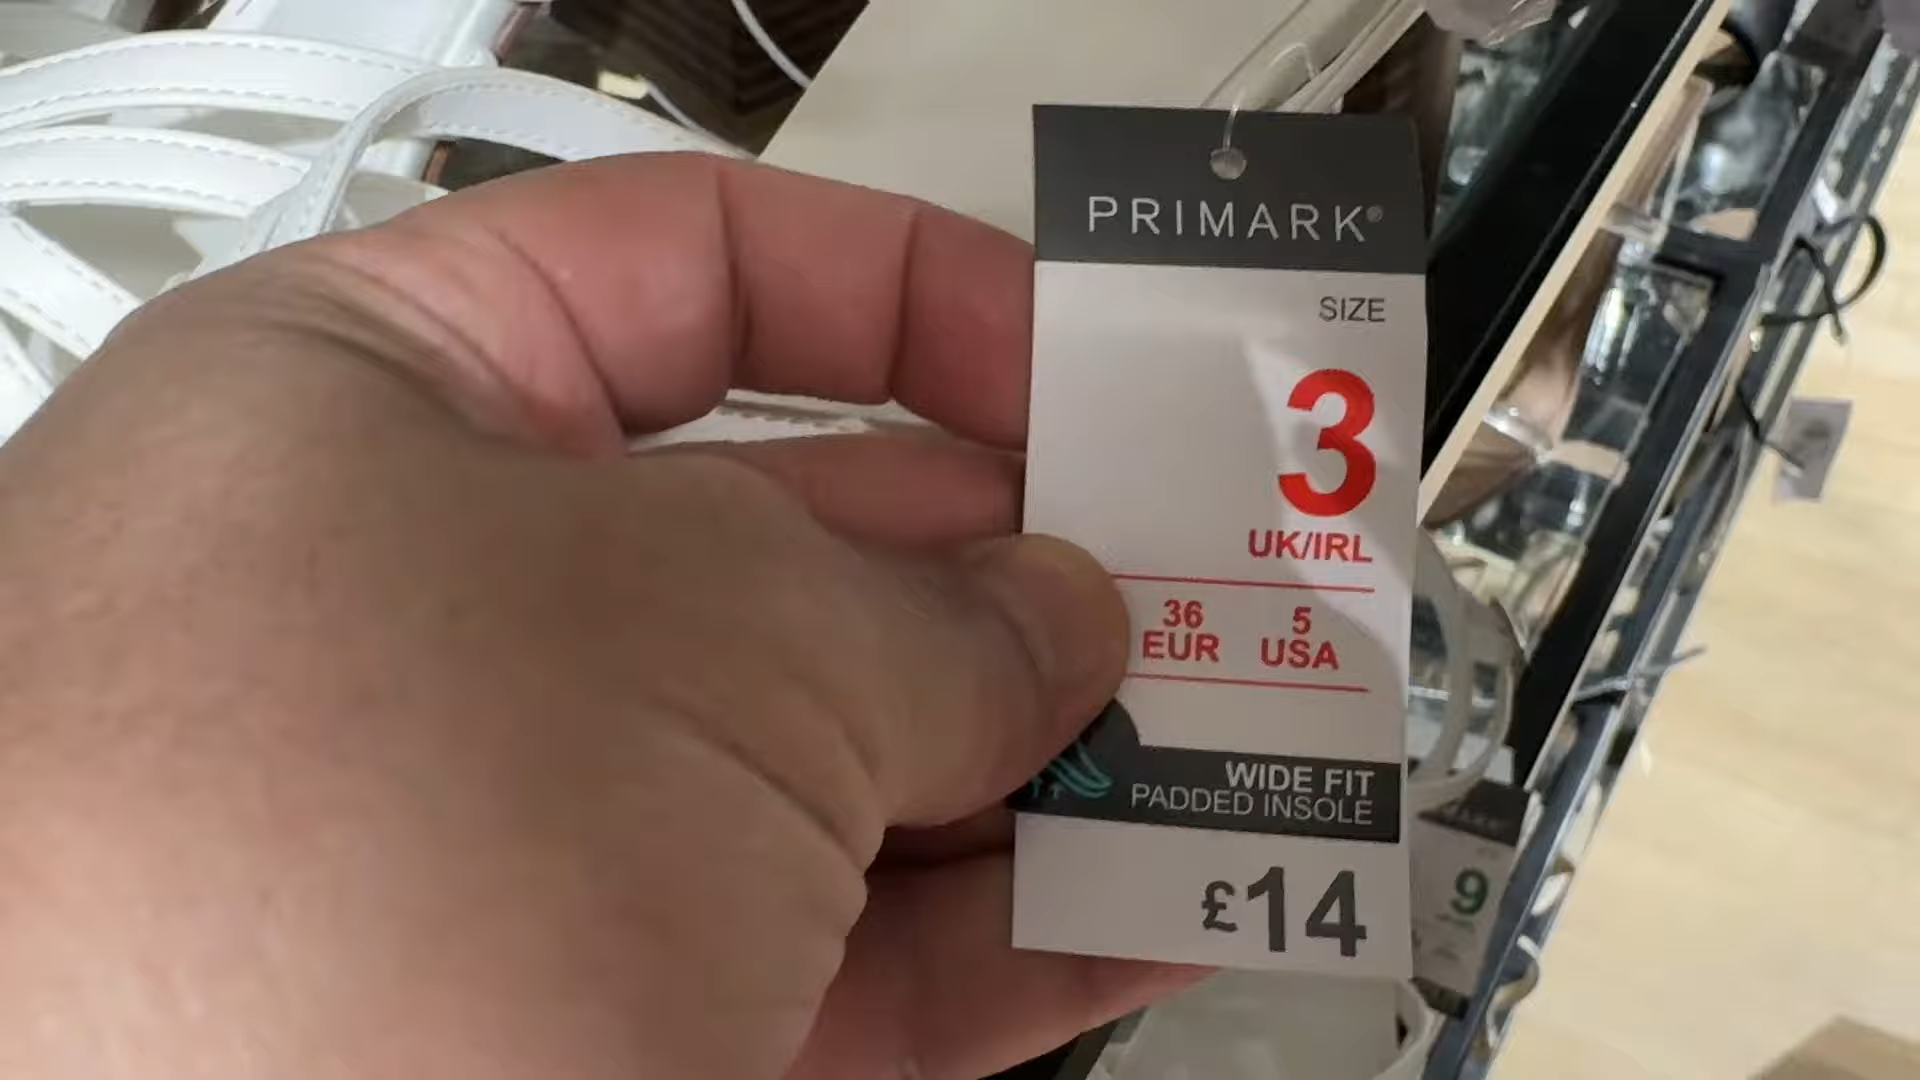 PRIMARK®
SIZE
3
UK/IRL
36 5
EUR USA
WIDE FIT
PADDED INSOLE
£14
9